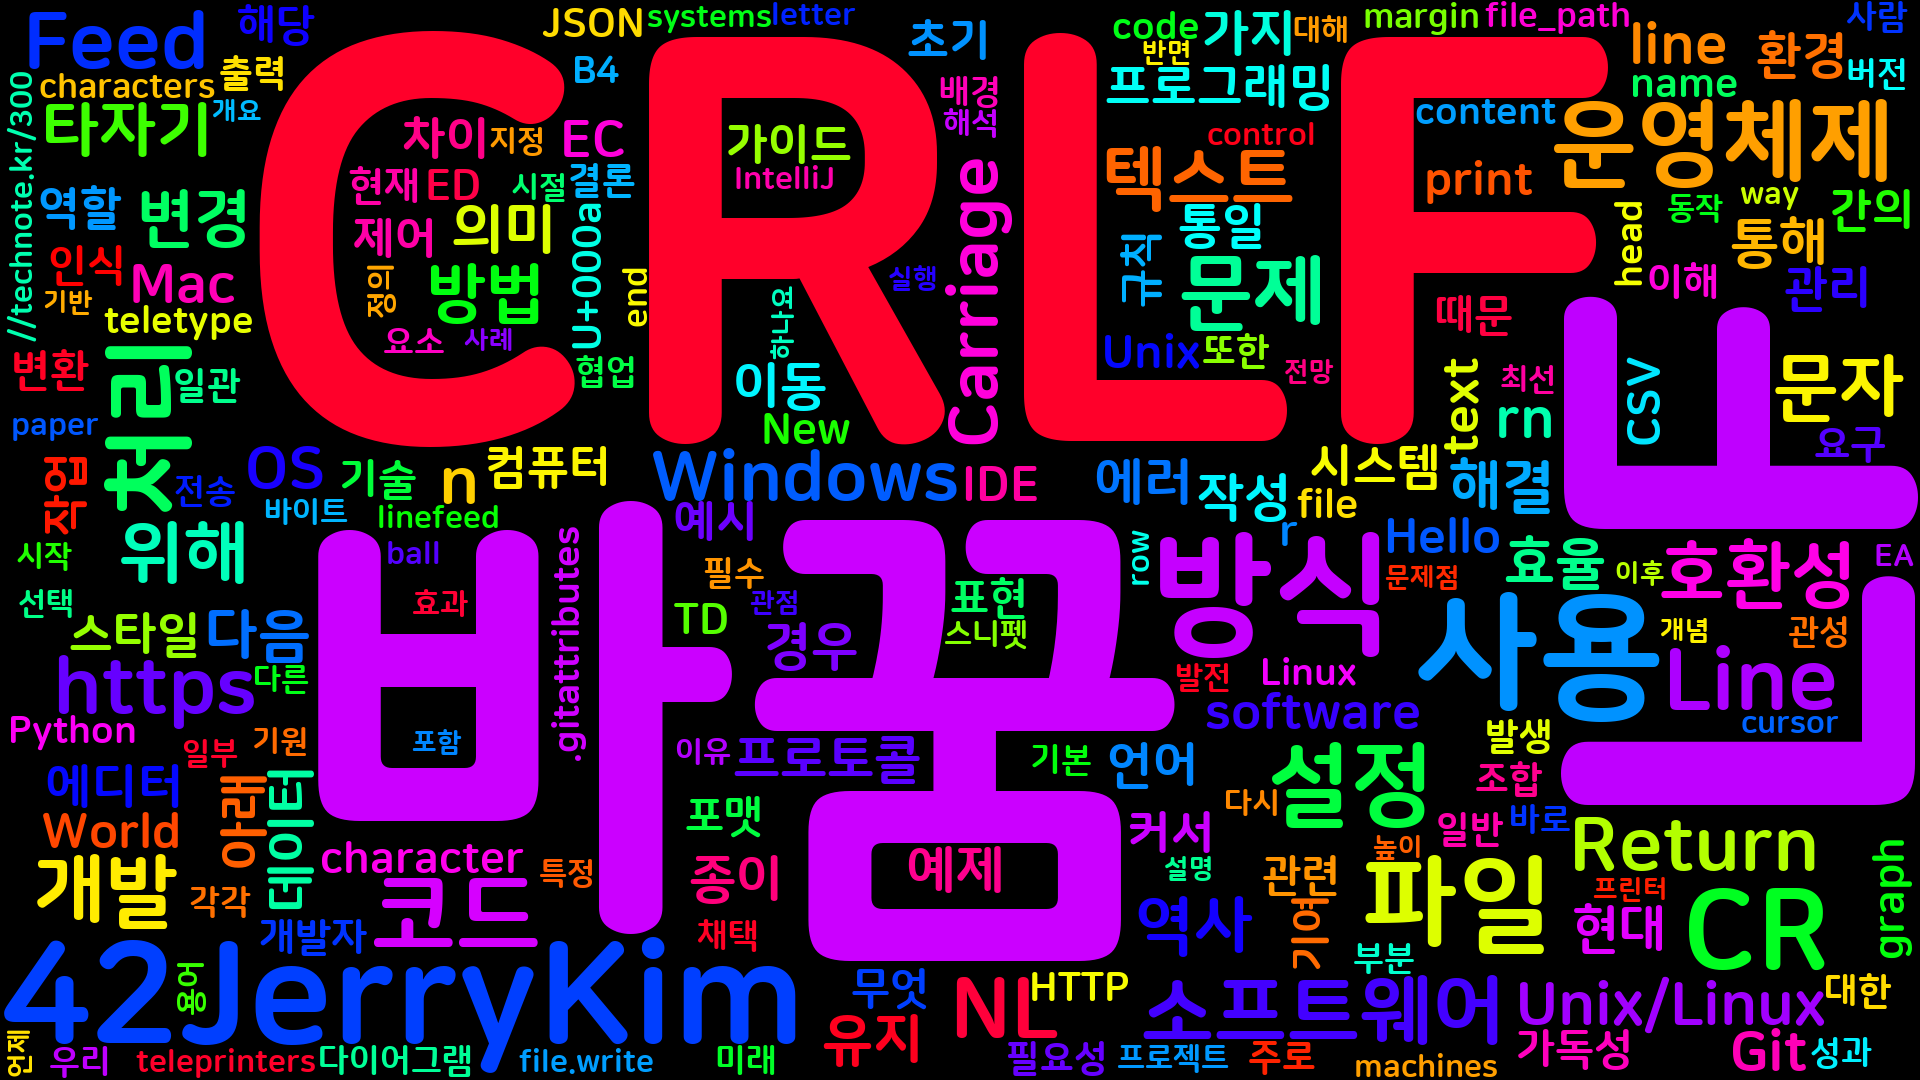 Feed
해당
JSON
systems
letter
초기
code
가지
대해
margin
file_path
사람
characters
출력
B4
반면
line
환경
버전
타자기
개요
CRLF
배경
프로그래밍
name
//technote.kr/300
차이
지정
EC
가이드
해석
control
content
운영체제
역할
변경
현재
ED
시절
결론
IntelliJ
Carriage
텍스트
print
head
동작
way
간의
인식
Mac
제어
의미
U+000a
통일
통해
기반
teletype
정의
방법
end
실행
규칙
문제
이해
관리
요소
사례
하나여
때문
변환
처리
일관
협업
이동
Unix
또한
전망
text
최선
CSV
문자
paper
New
rn
요구
작업
전송
OS
기술
n
컴퓨터
Windows
IDE
에러
작성
시스템
해결
바이트
linefeed
예시
file
r
Hello
시작
위해
ball
.gitattributes
필수
row
방식
문제점
효율
이후
호환성
EA
선택
효과
TD
관점
표현
스타일
다음
경우
스니펫
사용
개념
관성
https
다른
발전
Linux
Line
Python
일부
기원
포함
바꿈
느
이유
프로토콜
기본
언어
software
발생
cursor
에디터
아래
데이터
포맷
다시
설정
조합
World
커서
높이
일반
바로
Return
개발
character
특정
종이
예제
설명
관련
파일
프린터
graph
각각
코드
채택
역사
기여
현대
CR
개발자
부분
42JerryKim
용어
무엇
NL
HTTP
소프트웨어
Unix/Linux
대한
언제
우리
teleprinters
다이어그램
file.write
미래
유지
필요성
프로젝트
주로
machines
가독성
Git
성과